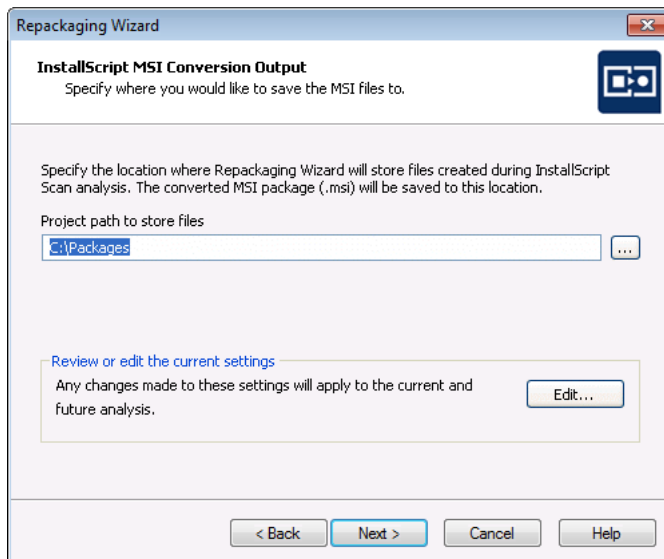 Repackaging Wizard
InstallScript MSI Conversion Output
Specify where you would like to save the MSI files to.
Specify the location where Repackaging Wizard will store files created during InstallScript
Scan analysis. The converted MSI package (.msi) will be saved to this location.
Project path to store files
C:\Packages
...
Review or edit the current settings
Any changes made to these settings will apply to the current and
future analysis.
Edit...
< Back
Next >
Cancel
Help